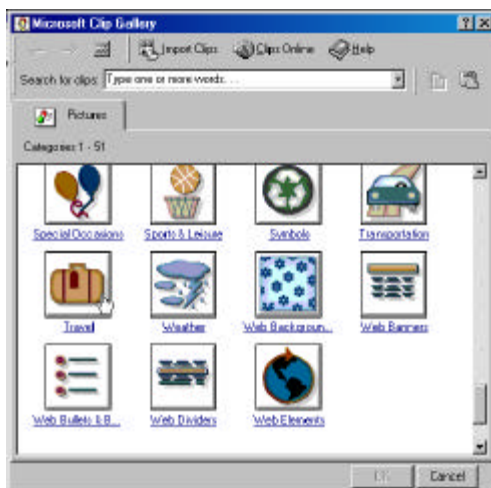 Microsoft Clip Gallery
Import Clips Clips Online Help
Search for clips: Type one or more words. . .
Pictures
Categories 1 - 51
Special Occasions Sports & Leisure Symbols Transportation
Travel Weather Web Backgroun... Web Banners
Web Bullets & B... Web Dividers Web Elements
OK Cancel